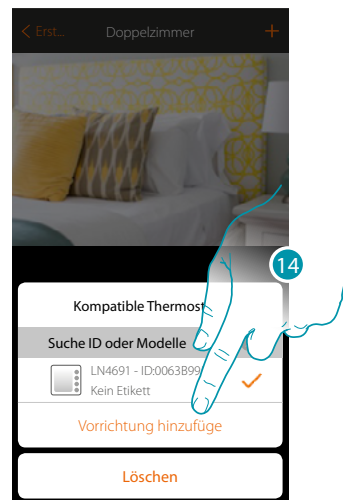 < Erst... Doppelzimmer +
14
Kompatible Thermost
Suche ID oder Modelle
LN4691 - ID:0063B99
Kein Etikett
Vorrichtung hinzufüge
Löschen